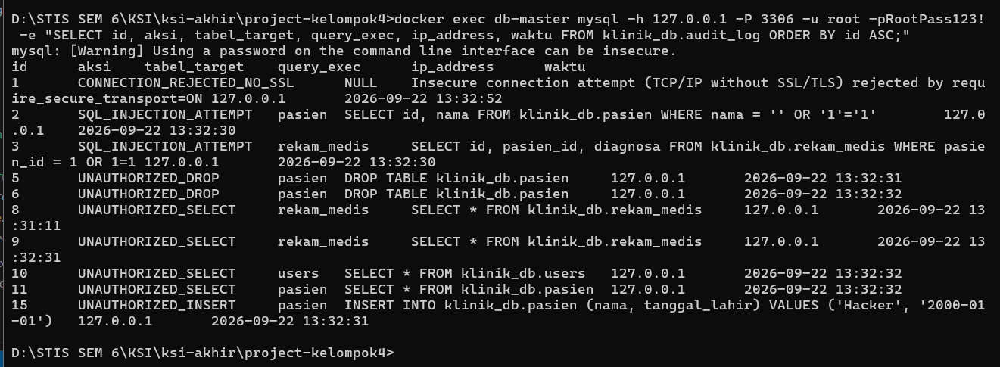 D:\STIS SEM 6\KSI\ksi-akhir\project-kelompok4>docker exec db-master mysql -h 127.0.0.1 -P 3306 -u root -pRootPass123!
 -e "SELECT id, aksi, tabel_target, query_exec, ip_address, waktu FROM klinik_db.audit_log ORDER BY id ASC;"
mysql: [Warning] Using a password on the command line interface can be insecure.
id      aksi    tabel_target    query_exec      ip_address      waktu
1       CONNECTION_REJECTED_NO_SSL      NULL    Insecure connection attempt (TCP/IP without SSL/TLS) rejected by requ
ire_secure_transport=ON 127.0.0.1       2026-09-22 13:32:52
2       SQL_INJECTION_ATTEMPT   pasien  SELECT id, nama FROM klinik_db.pasien WHERE nama = '' OR '1'='1'        127.0
.0.1    2026-09-22 13:32:30
3       SQL_INJECTION_ATTEMPT   rekam_medis     SELECT id, pasien_id, diagnosa FROM klinik_db.rekam_medis WHERE pasie
n_id = 1 OR 1=1 127.0.0.1       2026-09-22 13:32:30
5       UNAUTHORIZED_DROP       pasien  DROP TABLE klinik_db.pasien     127.0.0.1       2026-09-22 13:32:31
6       UNAUTHORIZED_DROP       pasien  DROP TABLE klinik_db.pasien     127.0.0.1       2026-09-22 13:32:32
8       UNAUTHORIZED_SELECT     rekam_medis     SELECT * FROM klinik_db.rekam_medis     127.0.0.1       2026-09-22 13
:31:11
9       UNAUTHORIZED_SELECT     rekam_medis     SELECT * FROM klinik_db.rekam_medis     127.0.0.1       2026-09-22 13
:32:31
10      UNAUTHORIZED_SELECT     users   SELECT * FROM klinik_db.users   127.0.0.1       2026-09-22 13:32:32
11      UNAUTHORIZED_SELECT     pasien  SELECT * FROM klinik_db.pasien  127.0.0.1       2026-09-22 13:32:32
15      UNAUTHORIZED_INSERT     pasien  INSERT INTO klinik_db.pasien (nama, tanggal_lahir) VALUES ('Hacker', '2000-01
-01')   127.0.0.1       2026-09-22 13:32:31
D:\STIS SEM 6\KSI\ksi-akhir\project-kelompok4>